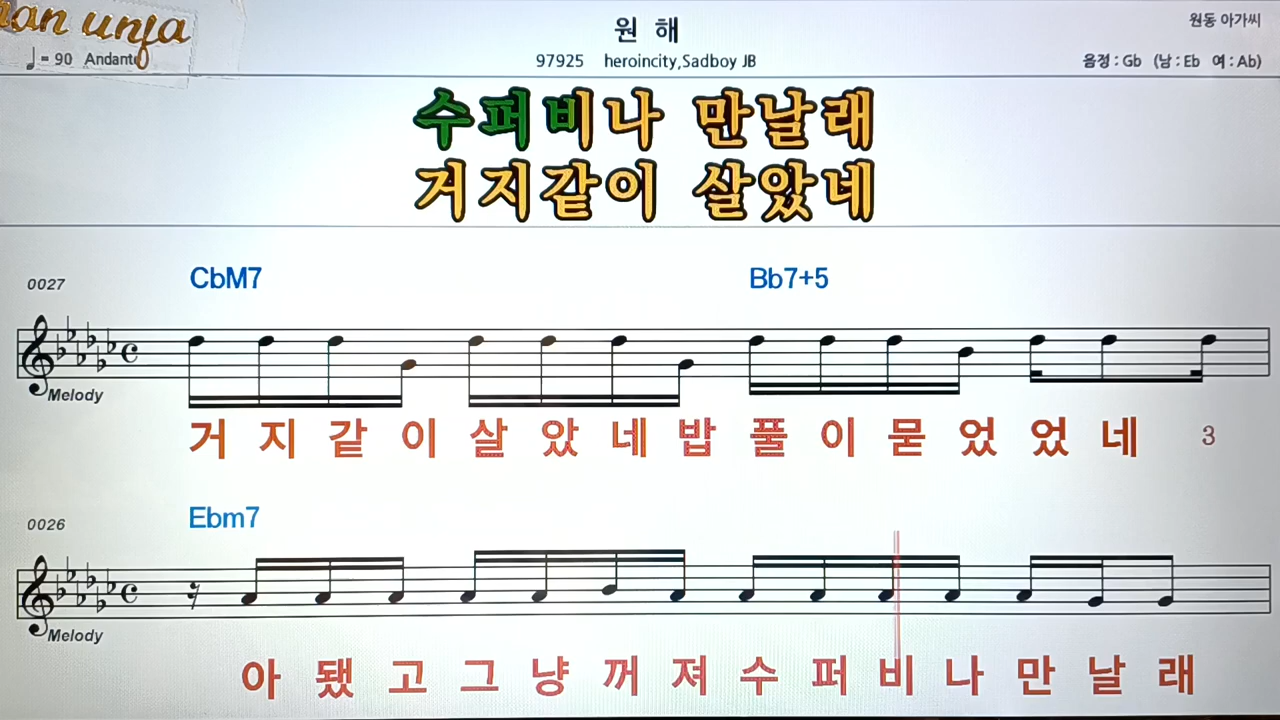 원 해
원동 아가씨
♩ = 90 Andante
97925 heroincity,Sadboy JB
음정 : Gb (남 : Eb 여 : Ab)
수퍼비나 만날래
거지같이 살았네
0027
CbM7 Bb7+5
Melody
거 지 같 이 살 았 네 밥 풀 이 묻 었 었 네 3
0026
Ebm7
Melody
아 됐 고 그 냥 꺼 져 수 퍼 비 나 만 날 래